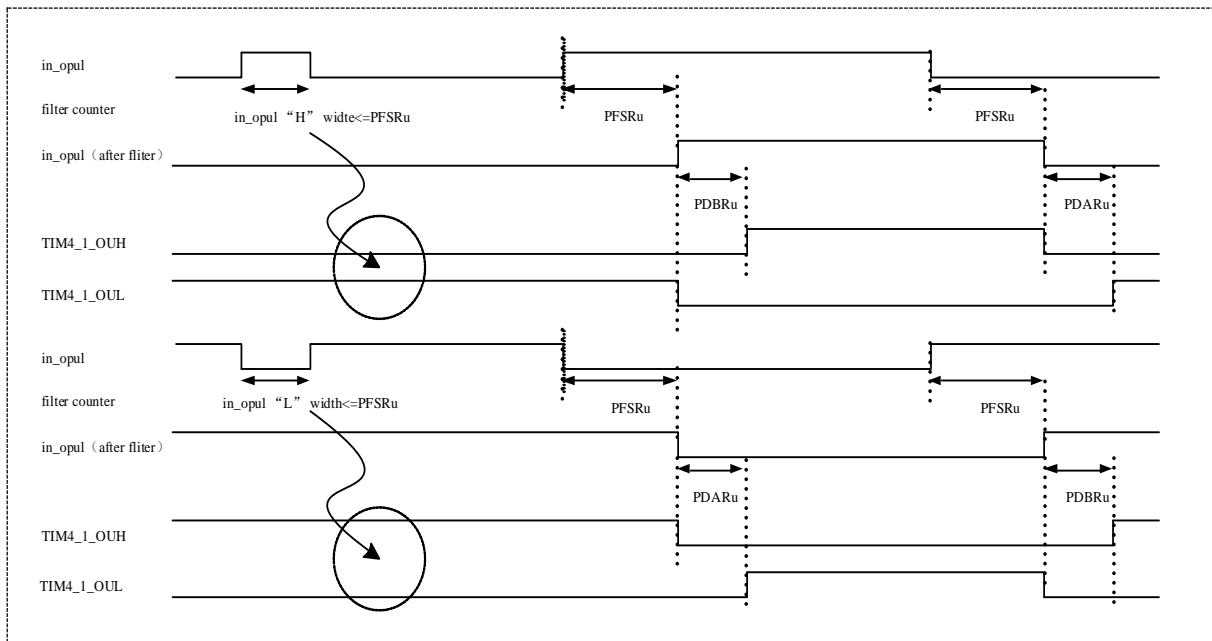 in_opul
filter counter
in_opul “H” widte<=PFSRu
PFSRu
PFSRu
in_opul（after fliter）
PDBRu
PDARu
TIM4_1_OUH
TIM4_1_OUL
in_opul
filter counter
in_opul “L” width<=PFSRu
PFSRu
PFSRu
in_opul（after fliter）
PDARu
PDBRu
TIM4_1_OUH
TIM4_1_OUL